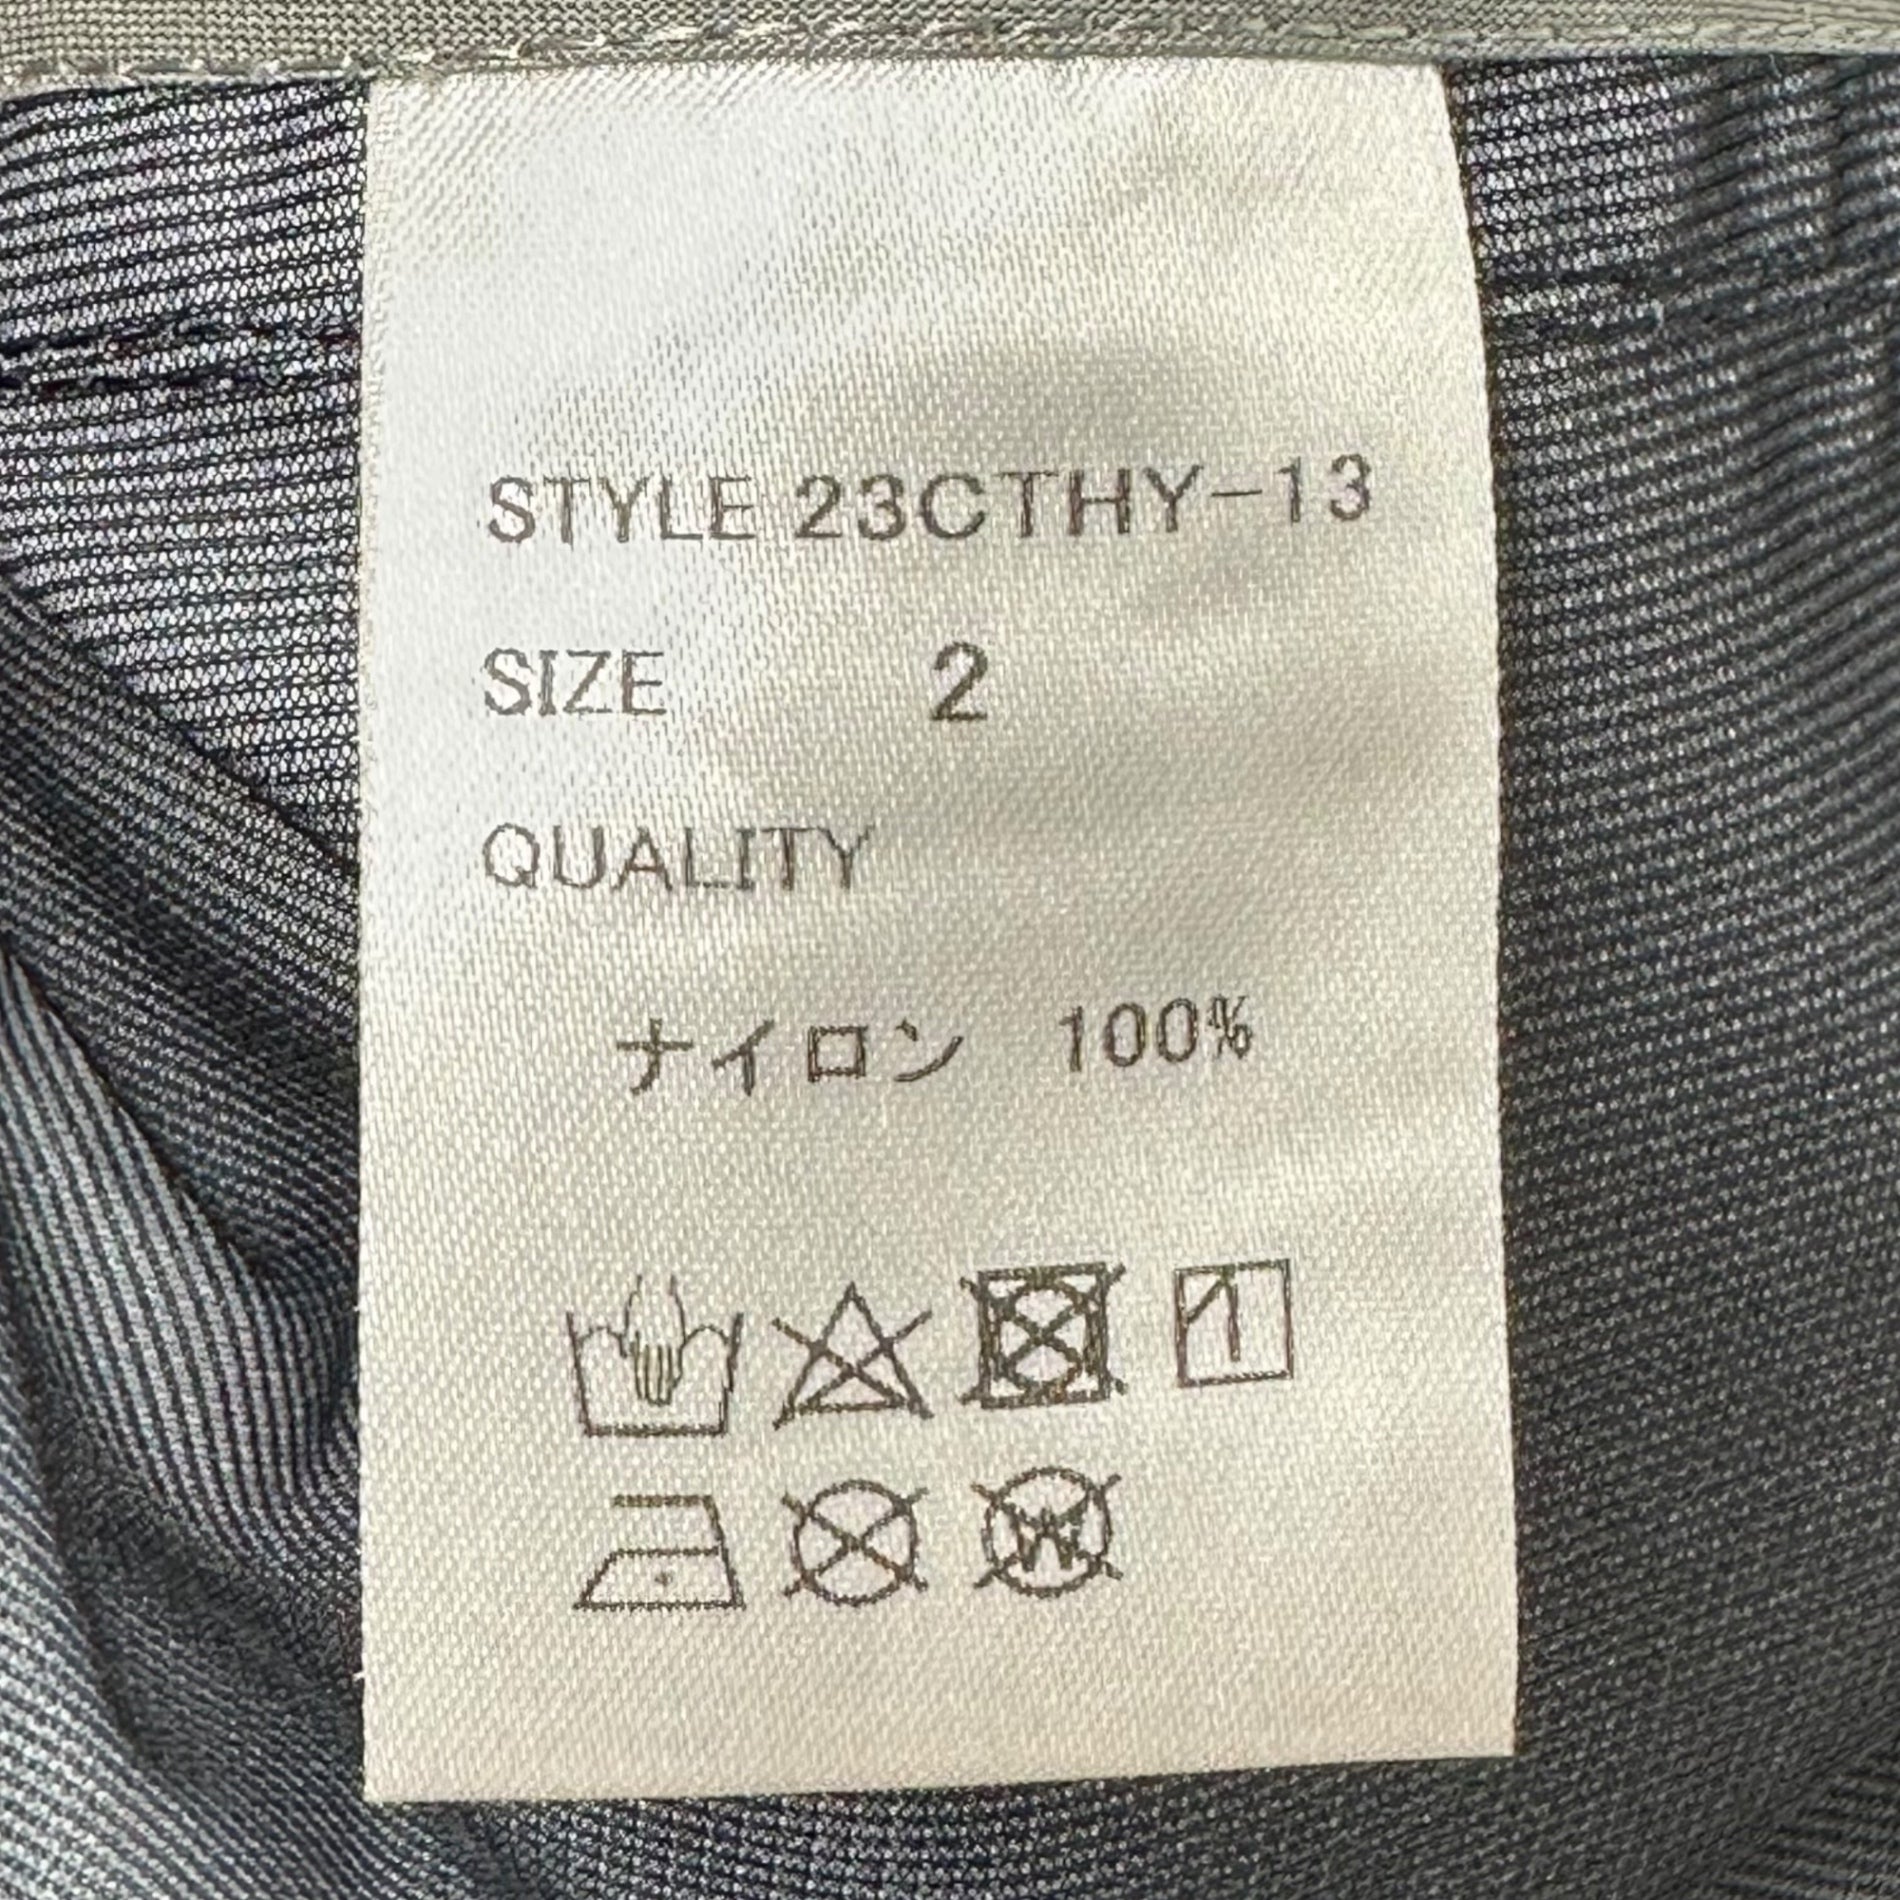 STYLE 23CTHY-13
SIZE 2
QUALITY
ナイロン 100%
W